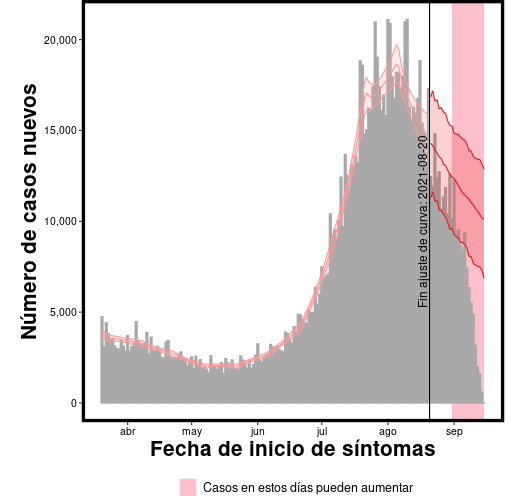 Número de casos nuevos
20,000
15,000
10,000
5,000
0
Fin ajuste de curva: 2021-08-20
abr may jun jul ago sep
Fecha de inicio de síntomas
Casos en estos días pueden aumentar